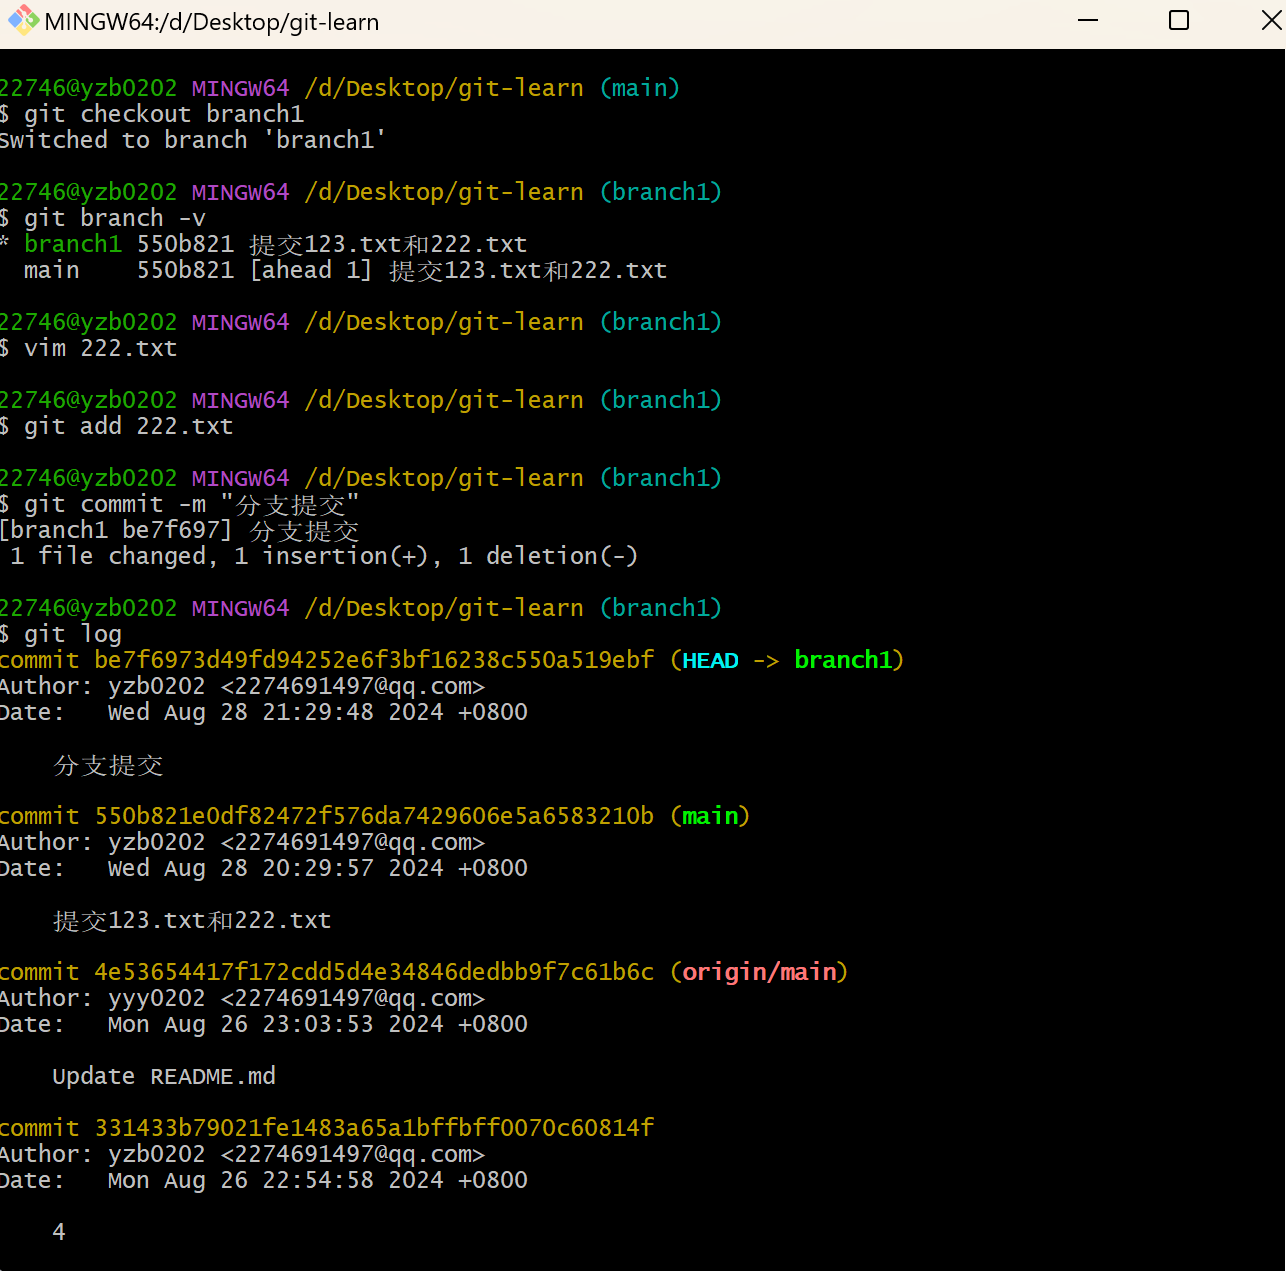 MINGW64:/d/Desktop/git-learn
22746@yzb0202 MINGW64 /d/Desktop/git-learn (main)
$ git checkout branch1
Switched to branch 'branch1'
22746@yzb0202 MINGW64 /d/Desktop/git-learn (branch1)
$ git branch -v
* branch1 550b821 提交123.txt和222.txt
  main    550b821 [ahead 1] 提交123.txt和222.txt
22746@yzb0202 MINGW64 /d/Desktop/git-learn (branch1)
$ vim 222.txt
22746@yzb0202 MINGW64 /d/Desktop/git-learn (branch1)
$ git add 222.txt
22746@yzb0202 MINGW64 /d/Desktop/git-learn (branch1)
$ git commit -m "分支提交"
[branch1 be7f697] 分支提交
 1 file changed, 1 insertion(+), 1 deletion(-)
22746@yzb0202 MINGW64 /d/Desktop/git-learn (branch1)
$ git log
commit be7f6973d49fd94252e6f3bf16238c550a519ebf (HEAD -> branch1)
Author: yzb0202 <2274691497@qq.com>
Date:   Wed Aug 28 21:29:48 2024 +0800
    分支提交
commit 550b821e0df82472f576da7429606e5a6583210b (main)
Author: yzb0202 <2274691497@qq.com>
Date:   Wed Aug 28 20:29:57 2024 +0800
    提交123.txt和222.txt
commit 4e53654417f172cdd5d4e34846dedbb9f7c61b6c (origin/main)
Author: yyy0202 <2274691497@qq.com>
Date:   Mon Aug 26 23:03:53 2024 +0800
    Update README.md
commit 331433b79021fe1483a65a1bffbff0070c60814f
Author: yzb0202 <2274691497@qq.com>
Date:   Mon Aug 26 22:54:58 2024 +0800
    4